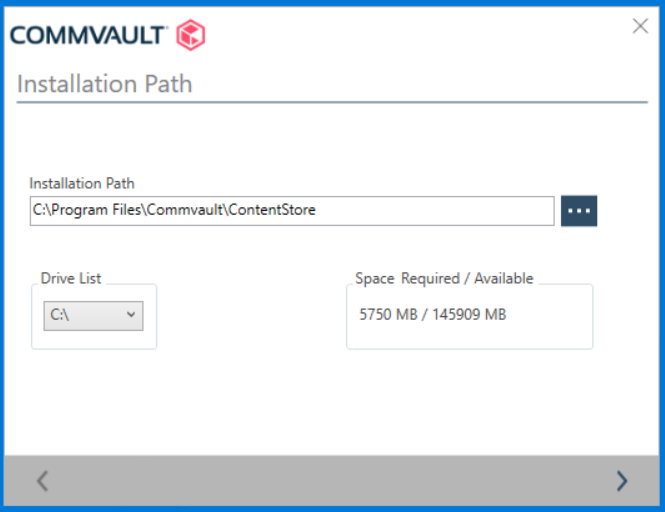 COMMVAULT
Installation Path
Installation Path
C:\Program Files\Commvault\ContentStore
...
Drive List
C:\
Space Required / Available
5750 MB / 145909 MB